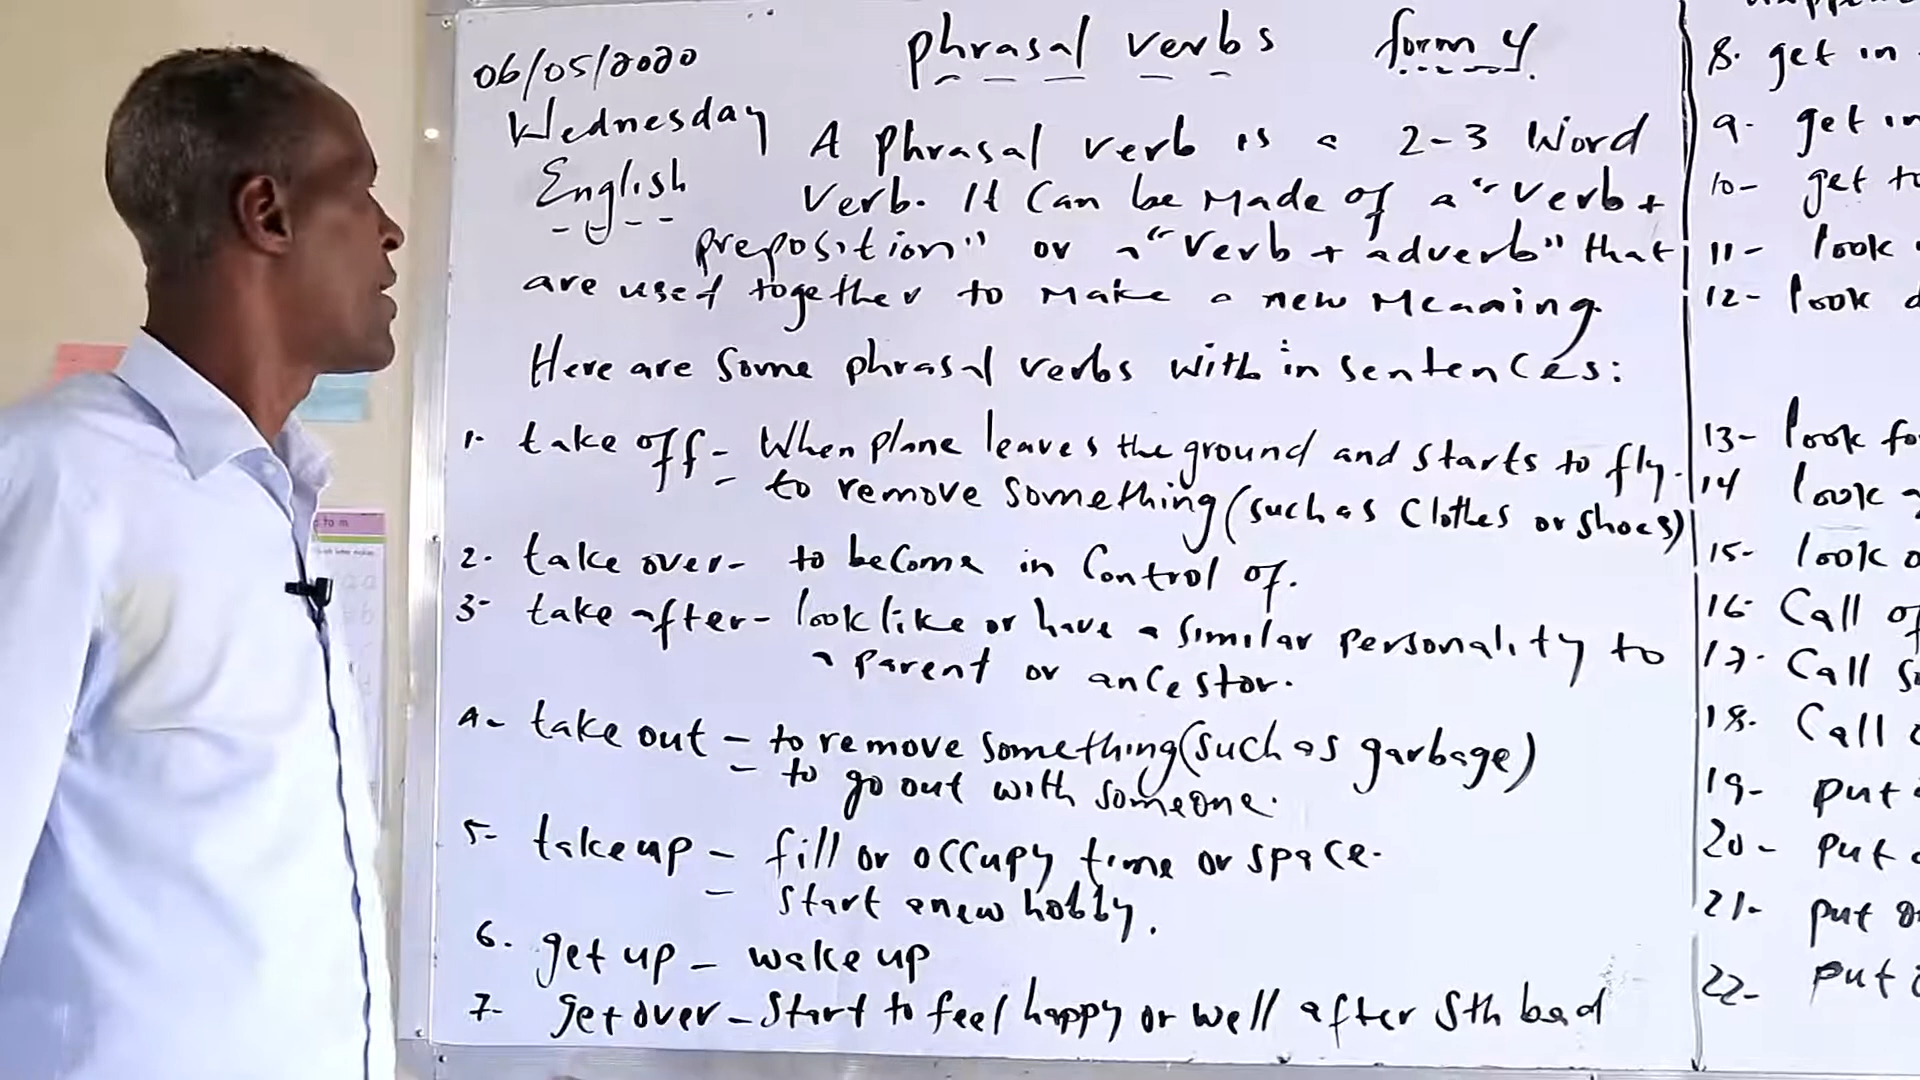 06/05/2020
Wednesday
English
phrasal verbs form 4
A phrasal verb is a 2-3 word
verb. It can be made of a "verb +
preposition" or a "verb + adverb" that
are used together to make a new meaning.
Here are some phrasal verbs with in sentences:
1- take off - When plane leaves the ground and starts to fly.
- to remove something (such as clothes or shoes)
2. take over - to become in control of.
3- take after - look like or have a similar personality to
a parent or ancestor.
4- take out - to remove something (such as garbage)
- to go out with someone.
5- take up - fill or occupy time or space.
- start a new hobby.
6. get up - wake up
7- get over - start to feel happy or well after sth bad
8. get in
9- get
10- get
11- look
12- look
13- look
14 look
15- look
16- Call
17- Call
18- Call
19- put
20- put
21- put
22- put